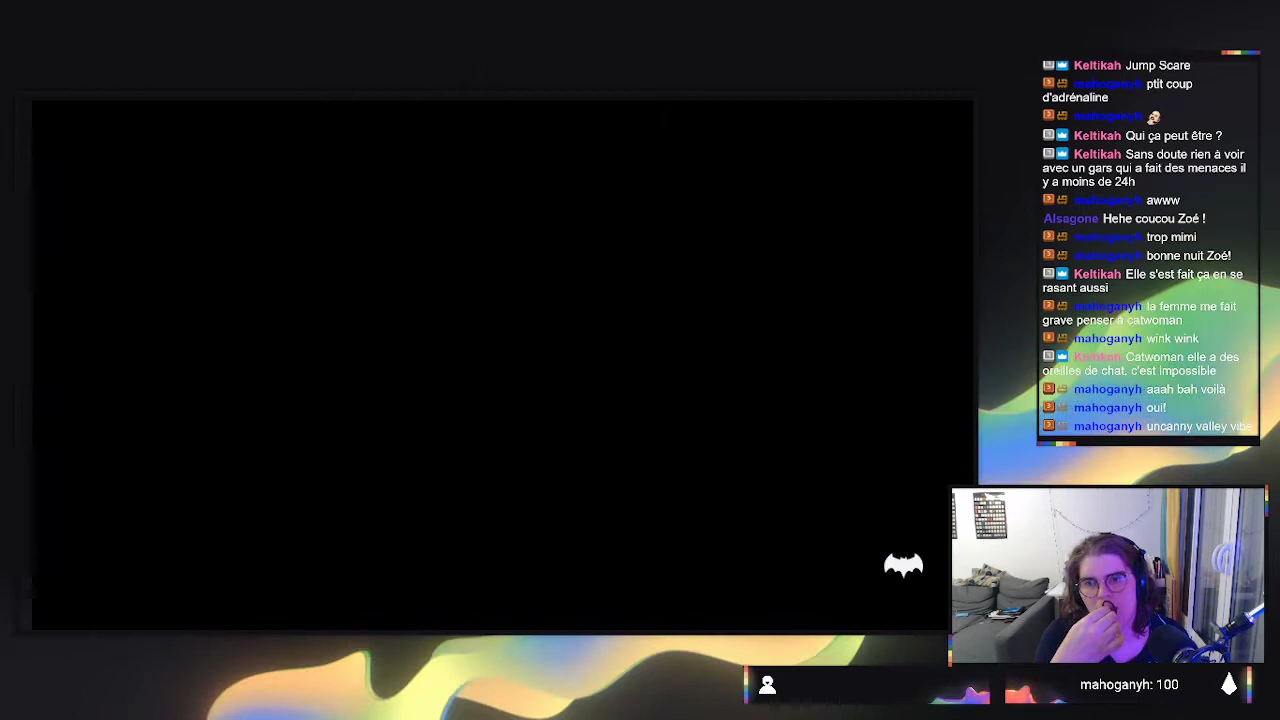 Keltikah Jump Scare
mahoganyh ptit coup
d'adrénaline
mahoganyh
Keltikah Qui ça peut être ?
Keltikah Sans doute rien à voir
avec un gars qui a fait des menaces il
y a moins de 24h
mahoganyh awww
Alsagone Hehe coucou Zoé !
mahoganyh trop mimi
mahoganyh bonne nuit Zoé!
Keltikah Elle s'est fait ça en se
rasant aussi
mahoganyh la femme me fait
grave penser à catwoman
mahoganyh wink wink
Keltikah Catwoman elle a des
oreilles de chat, c'est impossible
mahoganyh aaah bah voilà
mahoganyh oui!
mahoganyh uncanny valley vibe
mahoganyh: 100